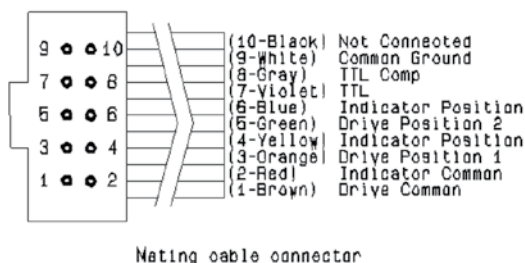 9 10
7 8
5 6
3 4
1 2
(10-Black) Not Connected
(9-White) Common Ground
(8-Gray) TTL Comp
(7-Violet) TTL
(6-Blue) Indicator Position
(5-Green) Drive Position 2
(4-Yellow) Indicator Position
(3-Orange) Drive Position 1
(2-Red) Indicator Common
(1-Brown) Drive Common
Mating cable connector